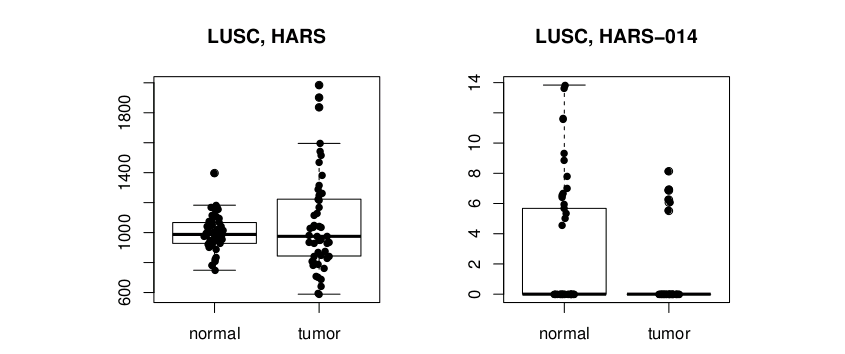 LUSC, HARS
1800
1400
1000
600
normal tumor
LUSC, HARS−014
14
10
8
6
4
2
0
normal tumor